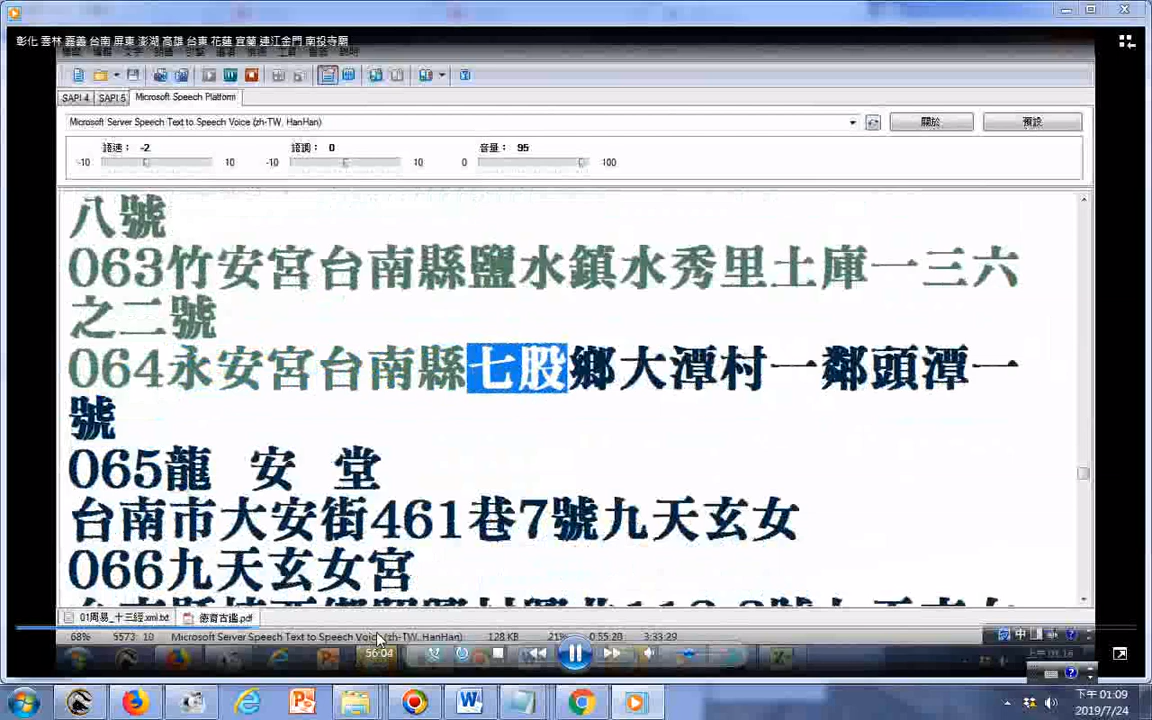 彰化 雲林 嘉義 台南 屏東 澎湖 高雄 台東 花蓮 宜蘭 連江金門 南投寺廟
SAPI 4 SAPI 5 Microsoft Speech Platform
Microsoft Server Speech Text to Speech Voice (zh-TW, HanHan) 關於 預設
語速： -2 語調： 0 音量： 95
-10 10 -10 10 0 100
八號
063竹安宮台南縣鹽水鎮水秀里土庫一三六
之二號
064永安宮台南縣七股鄉大潭村一鄰頭潭一
號
065龍 安 堂
台南市大安街461巷7號九天玄女
066九天玄女宮
01周易_十三經.xml.txt 德育古鑑.pdf
68% 5573: 10 Microsoft Server Speech Text to Speech Voice (zh-TW, HanHan) 128 KB 21% 0:55:20 3:33:29 中
56:04
下午 01:09
2019/7/24